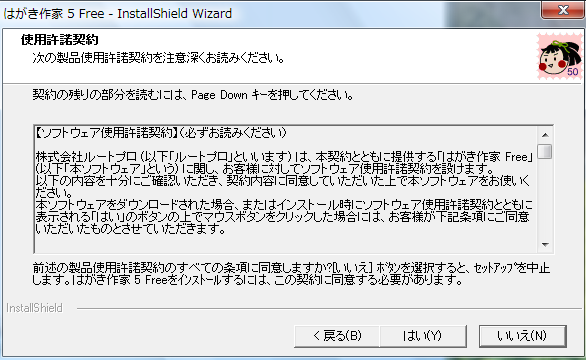 はがき作家 5 Free - InstallShield Wizard
使用許諾契約
次の製品使用許諾契約を注意深くお読みください。
50
契約の残りの部分を読むには、Page Down キーを押してください。
【ソフトウェア使用許諾契約】（必ずお読みください）
株式会社ルートプロ（以下「ルートプロ」といいます）は、本契約とともに提供する「はがき作家 Free」
（以下「本ソフトウェア」という）に関し、お客様に対してソフトウェア使用許諾契約を設けます。
以下の内容を十分にご確認いただき、契約内容に同意していただいた上で本ソフトウェアをお使いく
ださい。
本ソフトウェアをダウンロードされた場合、またはインストール時にソフトウェア使用許諾契約とともに
表示される「はい」のボタンの上でマウスボタンをクリックした場合には、お客様が下記条項にご同意
いただいたものとさせていただきます。
前述の製品使用許諾契約のすべての条項に同意しますか?[いいえ] ボタンを選択すると、セットアップを中止
します。はがき作家 5 Freeをインストールするには、この契約に同意する必要があります。
InstallShield
< 戻る(B)
はい(Y)
いいえ(N)